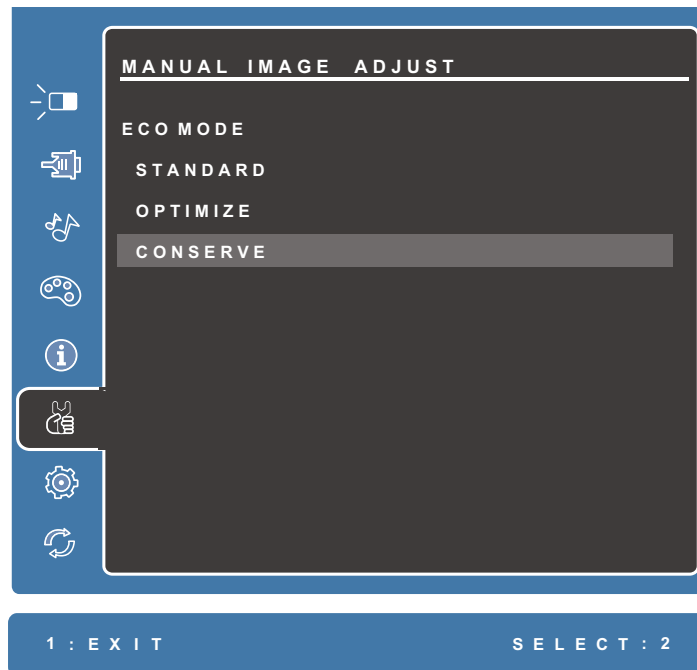 MANUAL IMAGE ADJUST
ECO MODE
STANDARD
OPTIMIZE
CONSERVE
1 : EXIT SELECT : 2